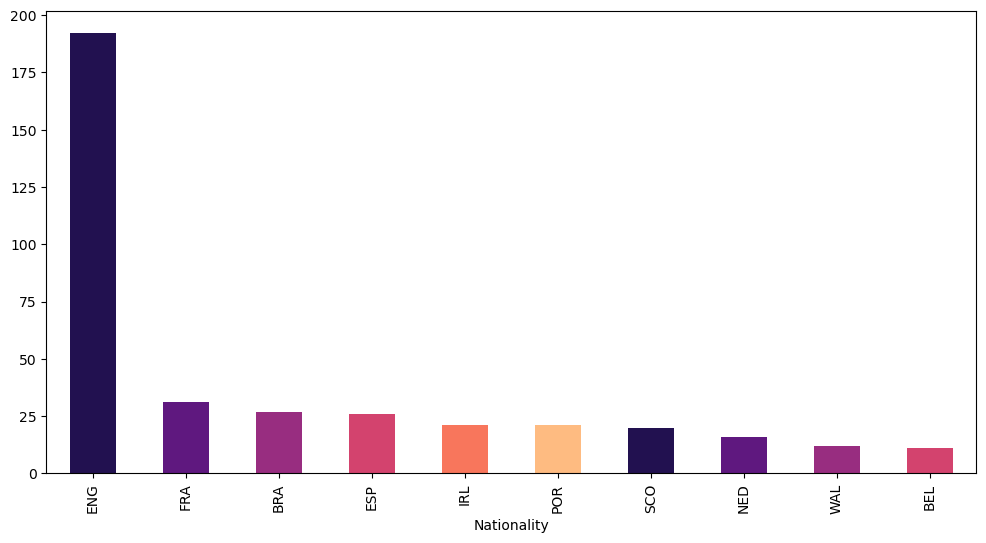 200
175
150
125
100
75
50
25
0
ENG
FRA
BRA
ESP
IRL
POR
SCO
NED
WAL
BEL
Nationality